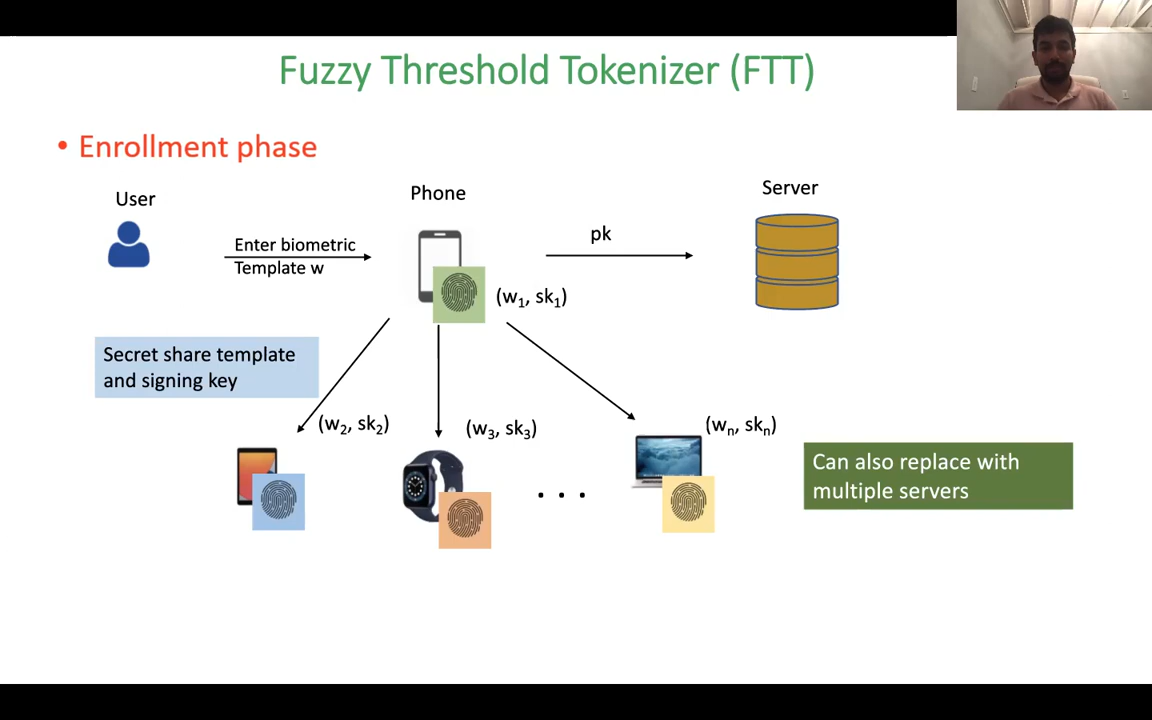 Fuzzy Threshold Tokenizer (FTT)
• Enrollment phase
User
Phone
Server
Enter biometric
Template w
pk
(w₁, sk₁)
Secret share template
and signing key
(w₂, sk₂)
(w₃, sk₃)
(wₙ, skₙ)
. . .
Can also replace with
multiple servers